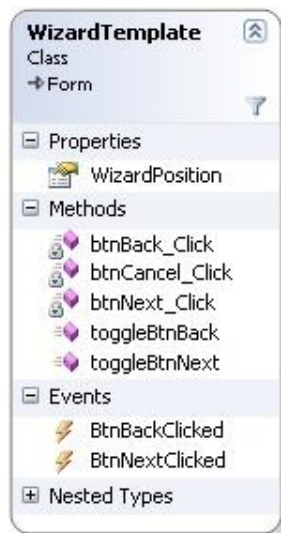 WizardTemplate
Class
Form
Properties
WizardPosition
Methods
btnBack_Click
btnCancel_Click
btnNext_Click
toggleBtnBack
toggleBtnNext
Events
BtnBackClicked
BtnNextClicked
Nested Types